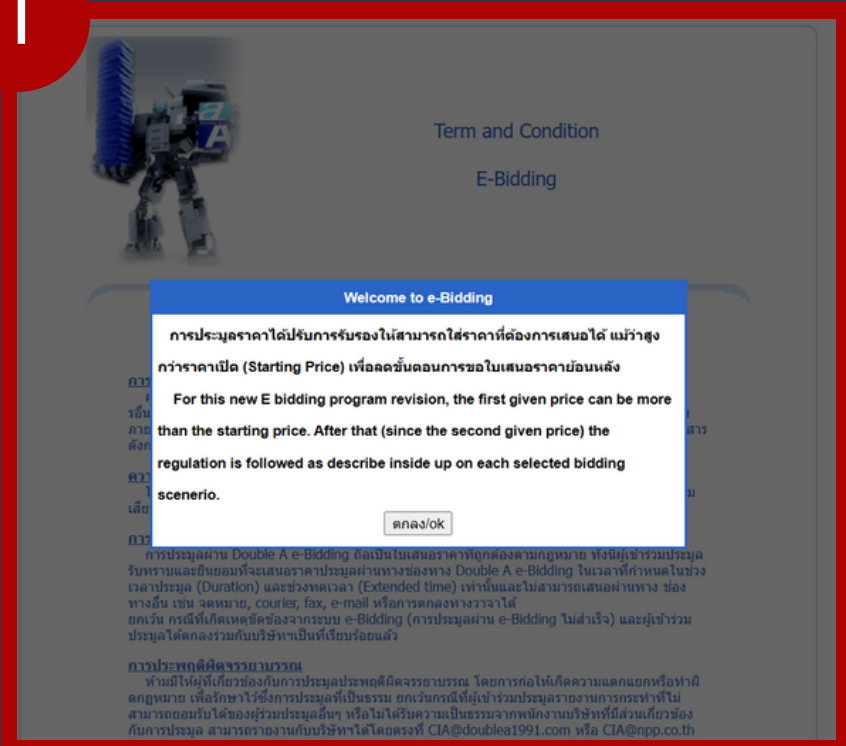 Term and Condition
E-Bidding
Welcome to e-Bidding
การประมูลราคาได้ปรับการรับรองให้สามารถใส่ราคาที่ต้องการเสนอได้ แม้ว่าสูง
กว่าราคาเปิด (Starting Price) เพื่อลดขั้นตอนการขอใบเสนอราคาย้อนหลัง
For this new E bidding program revision, the first given price can be more
than the starting price. After that (since the second given price) the
regulation is followed as describe inside up on each selected bidding
scenerio.
ตกลง/ok
การประมูลผ่าน Double A e-Bidding ถือเป็นใบเสนอราคาที่ถูกต้องตามกฎหมาย ทั้งนี้ผู้เข้าร่วมประมูล
รับทราบและยินยอมที่จะเสนอราคาประมูลผ่านทางช่องทาง Double A e-Bidding ในเวลาที่กำหนดในช่วง
เวลาประมูล (Duration) และช่วงทดเวลา (Extended time) เท่านั้นและไม่สามารถเสนอผ่านทาง ช่อง
ทางอื่น เช่น จดหมาย, courier, fax, e-mail หรือการตกลงทางวาจาได้
ยกเว้น กรณีที่เกิดเหตุขัดข้องจากระบบ e-Bidding (การประมูลผ่าน e-Bidding ไม่สำเร็จ) และผู้เข้าร่วม
ประมูลได้ตกลงร่วมกับบริษัทฯเป็นที่เรียบร้อยแล้ว
การประพฤติผิดจรรยาบรรณ
ห้ามมิให้ผู้ที่เกี่ยวข้องกับการประมูลประพฤติผิดจรรยาบรรณ โดยการก่อให้เกิดความแตกแยกหรือทำผิ
ดกฎหมาย เพื่อรักษาไว้ซึ่งการประมูลที่เป็นธรรม ยกเว้นกรณีที่ผู้เข้าร่วมประมูลรายงานการกระทำที่ไม่
สามารถยอมรับได้ของผู้ร่วมประมูลอื่นๆ หรือไม่ได้รับความเป็นธรรมจากพนักงานบริษัทที่มีส่วนเกี่ยวข้อง
กับการประมูล สามารถรายงานกับบริษัทฯได้โดยตรงที่ CIA@doublea1991.com หรือ CIA@npp.co.th